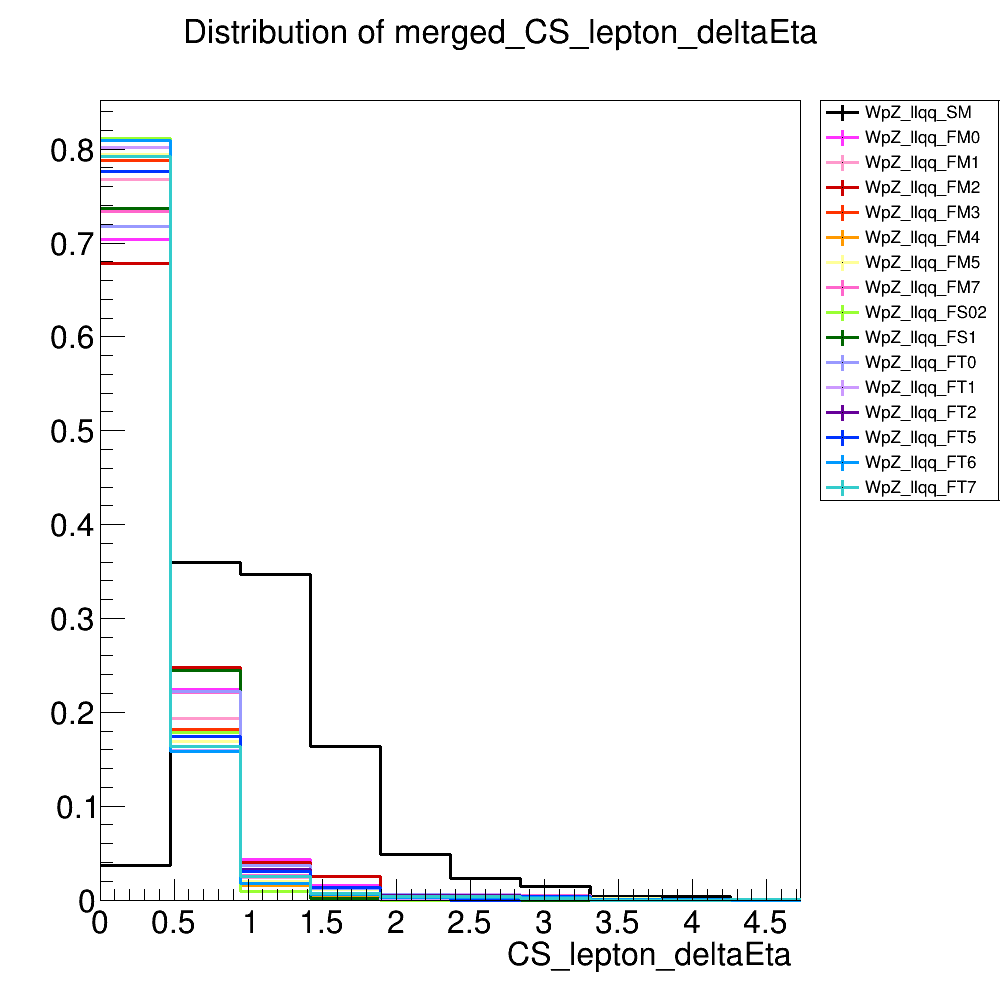 Distribution of merged_CS_lepton_deltaEta
WpZ_llqq_SM
WpZ_llqq_FM0
WpZ_llqq_FM1
WpZ_llqq_FM2
WpZ_llqq_FM3
WpZ_llqq_FM4
WpZ_llqq_FM5
WpZ_llqq_FM7
WpZ_llqq_FS02
WpZ_llqq_FS1
WpZ_llqq_FT0
WpZ_llqq_FT1
WpZ_llqq_FT2
WpZ_llqq_FT5
WpZ_llqq_FT6
WpZ_llqq_FT7
0.8
0.7
0.6
0.5
0.4
0.3
0.2
0.1
0
0 0.5 1 1.5 2 2.5 3 3.5 4 4.5
CS_lepton_deltaEta